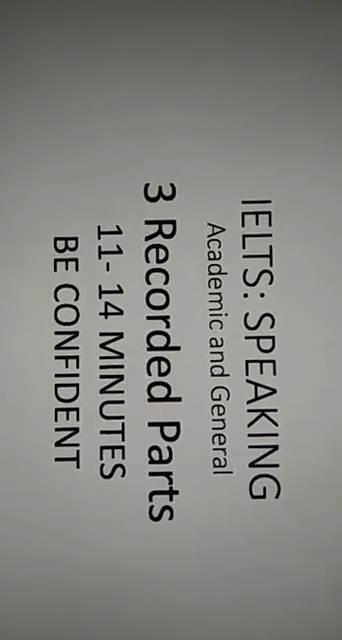 IELTS: SPEAKING
Academic and General
3 Recorded Parts
11- 14 MINUTES
BE CONFIDENT